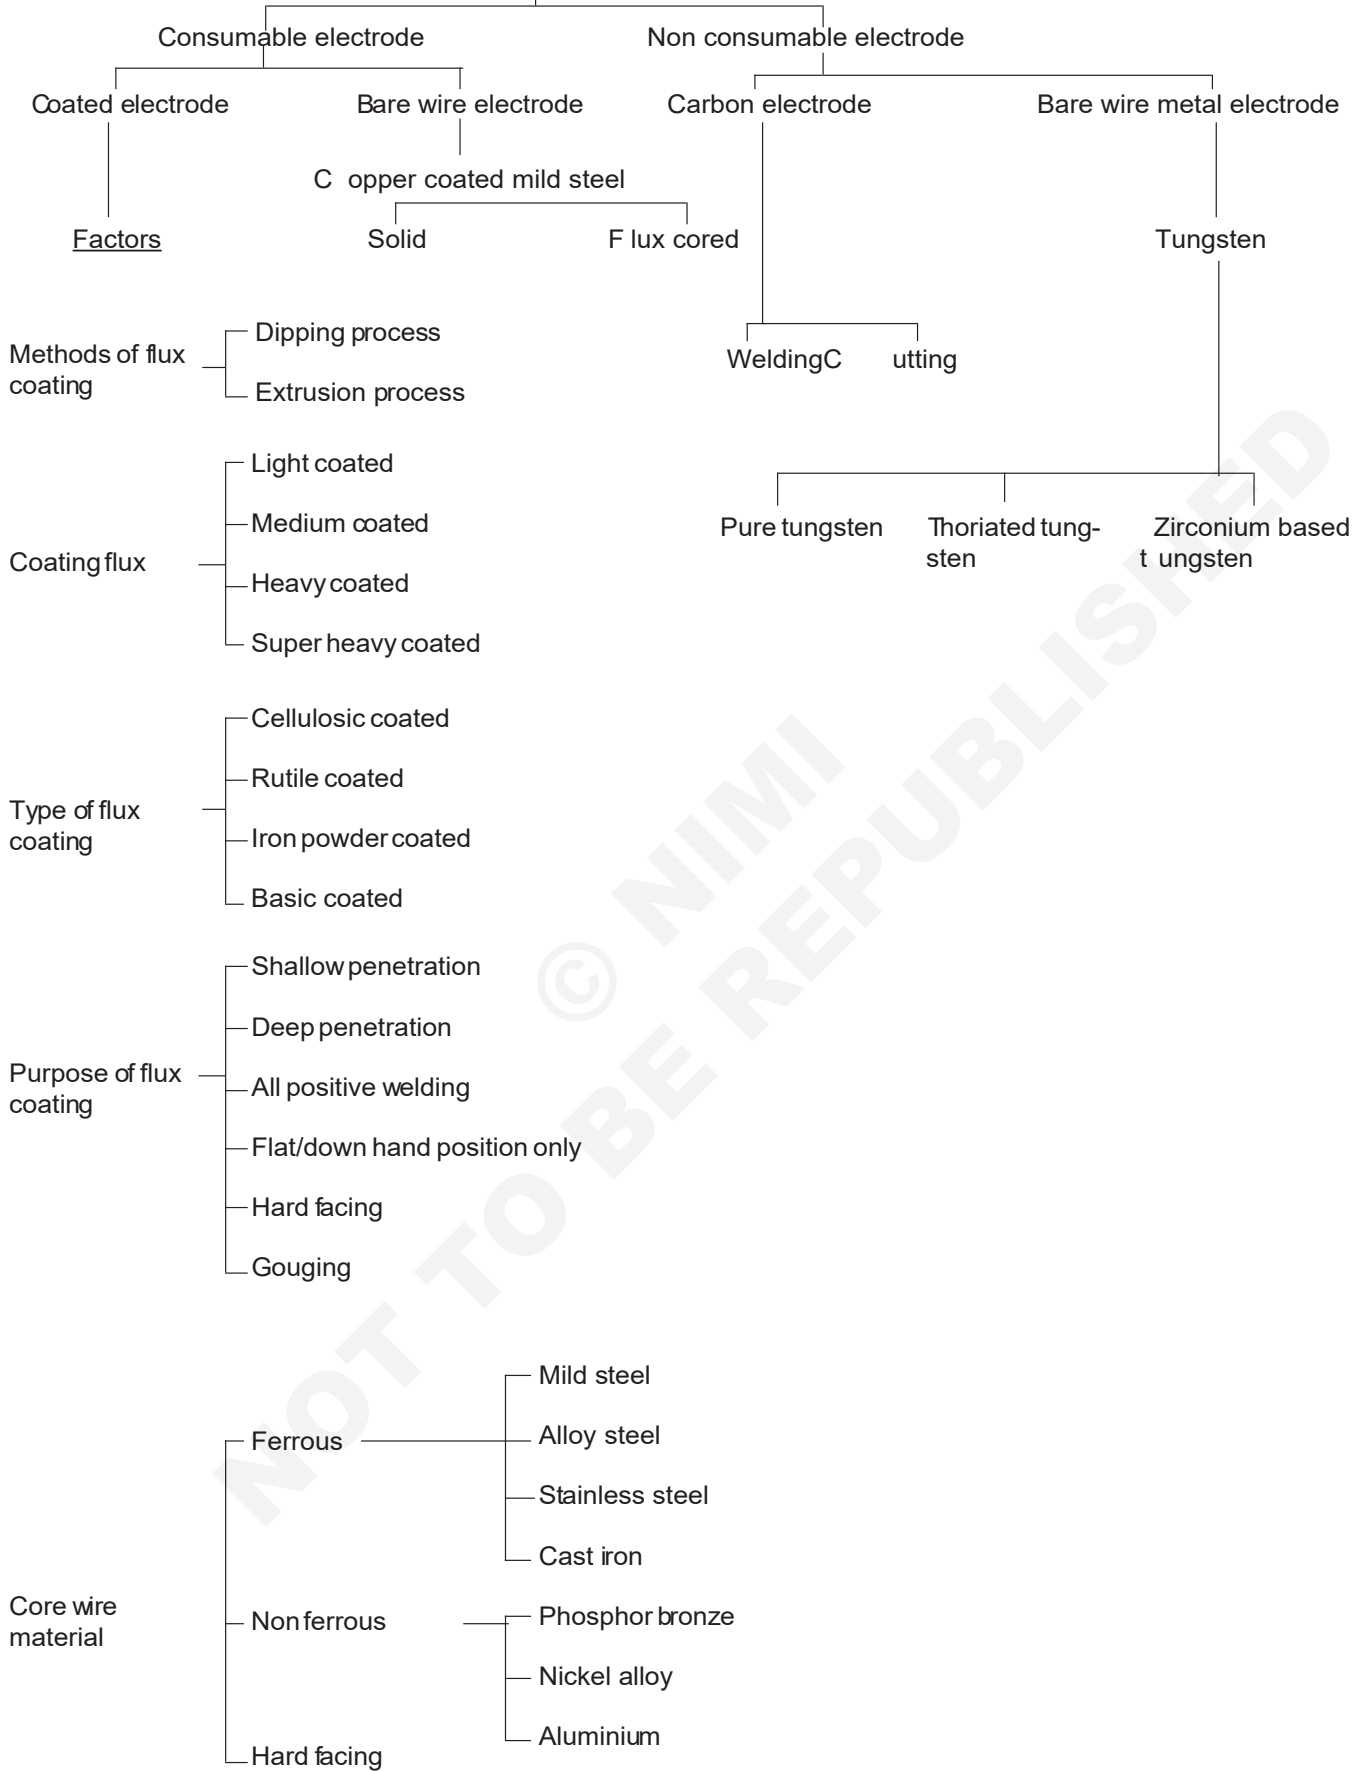 Consumable electrode
Non consumable electrode
Coated electrode
Bare wire electrode
Carbon electrode
Bare wire metal electrode
C opper coated mild steel
Factors
Solid
F lux cored
Tungsten
Methods of flux
coating
Dipping process
Extrusion process
WeldingC utting
Coating flux
Light coated
Medium coated
Heavy coated
Super heavy coated
Pure tungsten
Thoriated tung-
sten
Zirconium based
t ungsten
Type of flux
coating
Cellulosic coated
Rutile coated
Iron powder coated
Basic coated
Purpose of flux
coating
Shallow penetration
Deep penetration
All positive welding
Flat/down hand position only
Hard facing
Gouging
Core wire
material
Ferrous
Mild steel
Alloy steel
Stainless steel
Cast iron
Non ferrous
Phosphor bronze
Nickel alloy
Aluminium
Hard facing
© NIMI
NOT TO BE REPUBLISHED